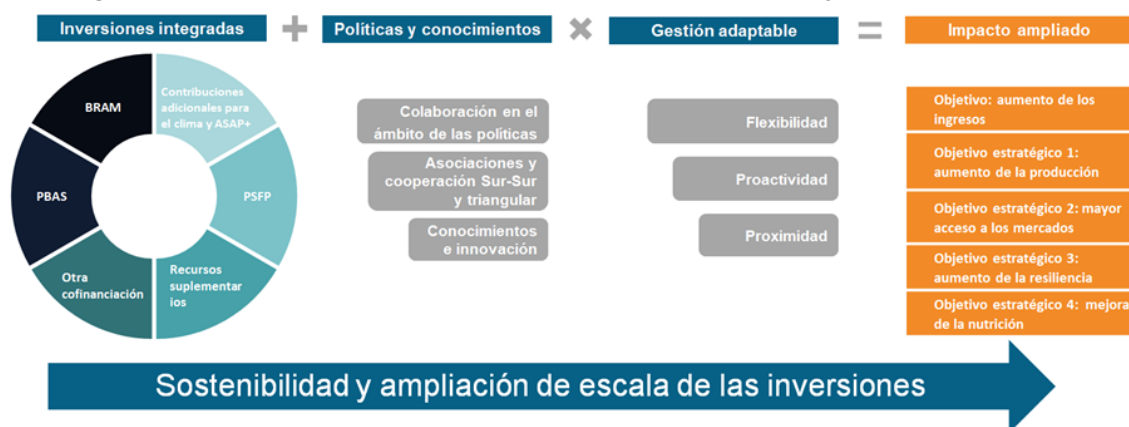 Inversiones integradas + Políticas y conocimientos × Gestión adaptable = Impacto ampliado
BRAM
Contribuciones
adicionales para
el clima y ASAP+
PBAS
PSFP
Otra
cofinanciación
Recursos
suplementar
ios
Colaboración en el
ámbito de las políticas
Asociaciones y
cooperación Sur-Sur
y triangular
Conocimientos
e innovación
Flexibilidad
Proactividad
Proximidad
Objetivo: aumento de los
ingresos
Objetivo estratégico 1:
aumento de la producción
Objetivo estratégico 2: mayor
acceso a los mercados
Objetivo estratégico 3:
aumento de la resiliencia
Objetivo estratégico 4: mejora
de la nutrición
Sostenibilidad y ampliación de escala de las inversiones